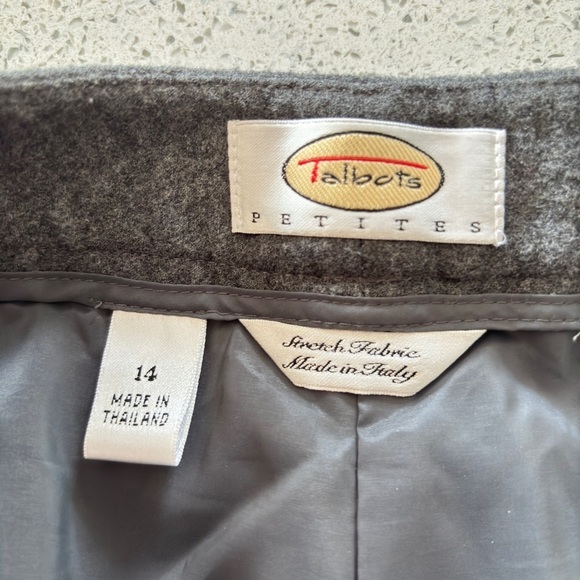 Talbots
PETITES
Stretch Fabric
Made in Italy
14
MADE IN
THAILAND